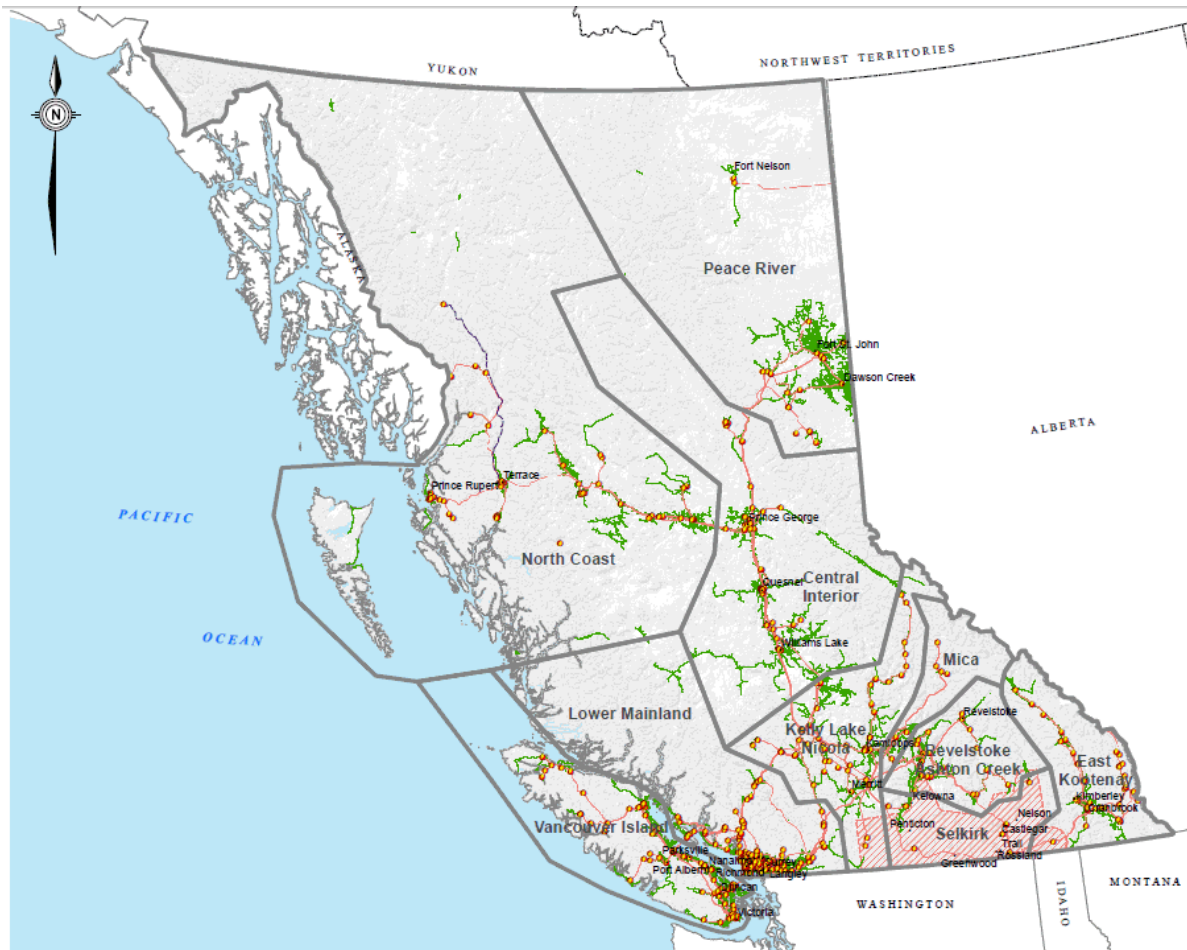 YUKON
NORTHWEST TERRITORIES
N
Fort Nelson
ALASKA
Peace River
Fort St. John
Dawson Creek
ALBERTA
Terrace
Prince Rupert
PACIFIC
Prince George
North Coast
Quesnel
Central
Interior
OCEAN
Williams Lake
Mica
Lower Mainland
Revelstoke
Kelly Lake
Nicola
Kamloops
Revelstoke
Ashton Creek
East
Kootenay
Merritt
Kelowna
Kimberley
Cranbrook
Vancouver Island
Penticton
Selkirk
Nelson
Castlegar
Trail
Rossland
Greenwood
Parksville
Nanaimo
Surrey
Port Alberni
Richmond
Langley
Duncan
Victoria
WASHINGTON
IDAHO
MONTANA